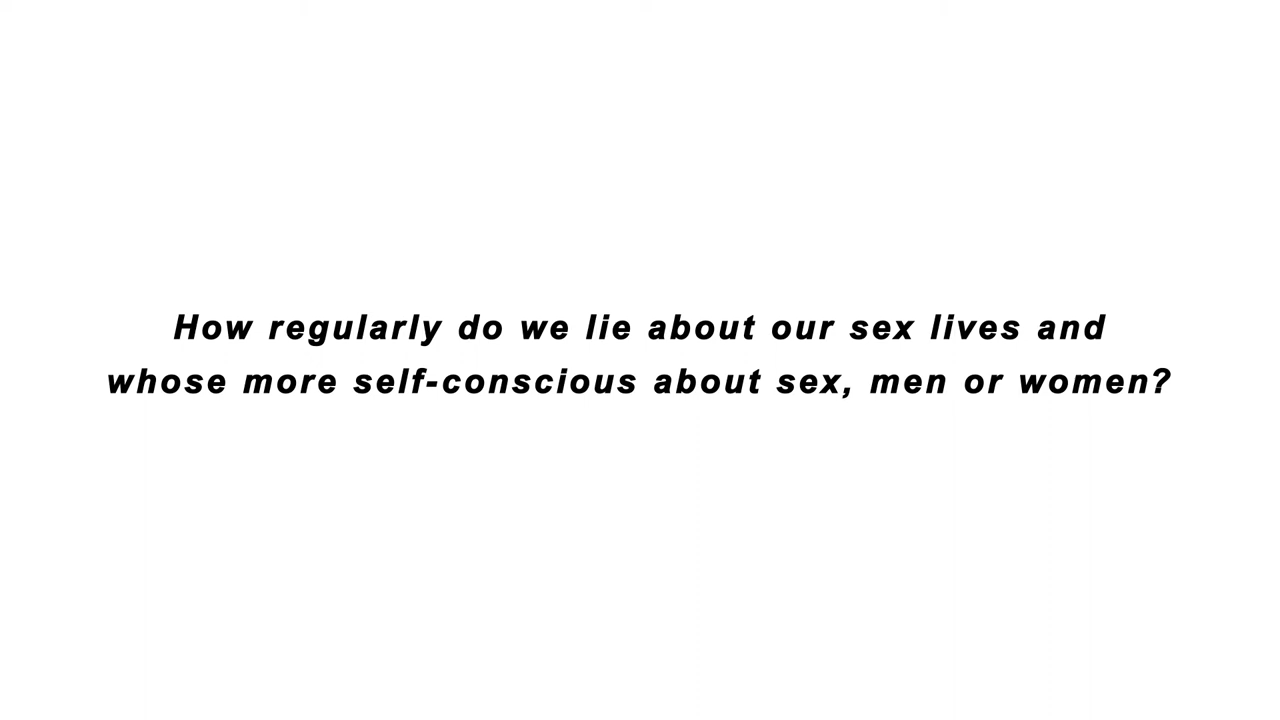 How regularly do we lie about our sex lives and
whose more self-conscious about sex, men or women?